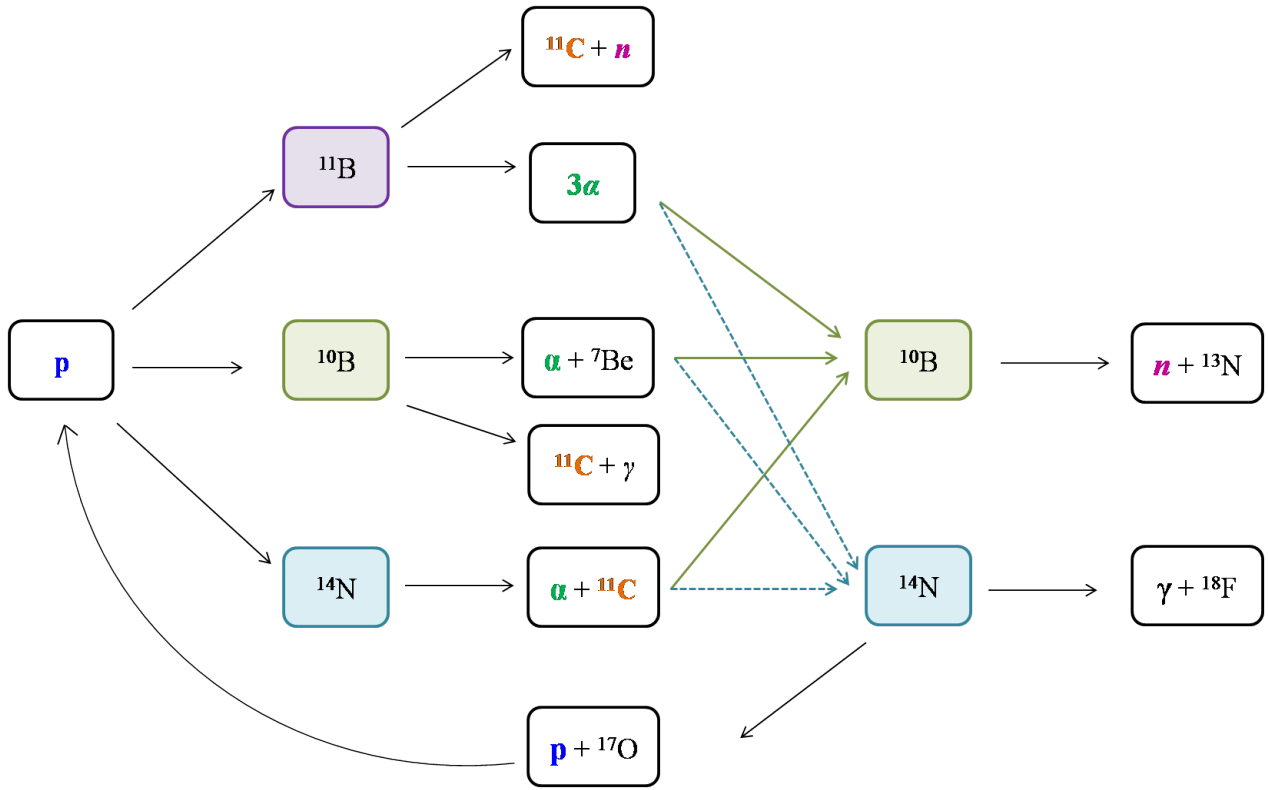 ¹¹C + n
¹¹B
3α
p
¹⁰B
α + ⁷Be
¹⁰B
n + ¹³N
¹¹C + γ
¹⁴N
α + ¹¹C
¹⁴N
γ + ¹⁸F
p + ¹⁷O